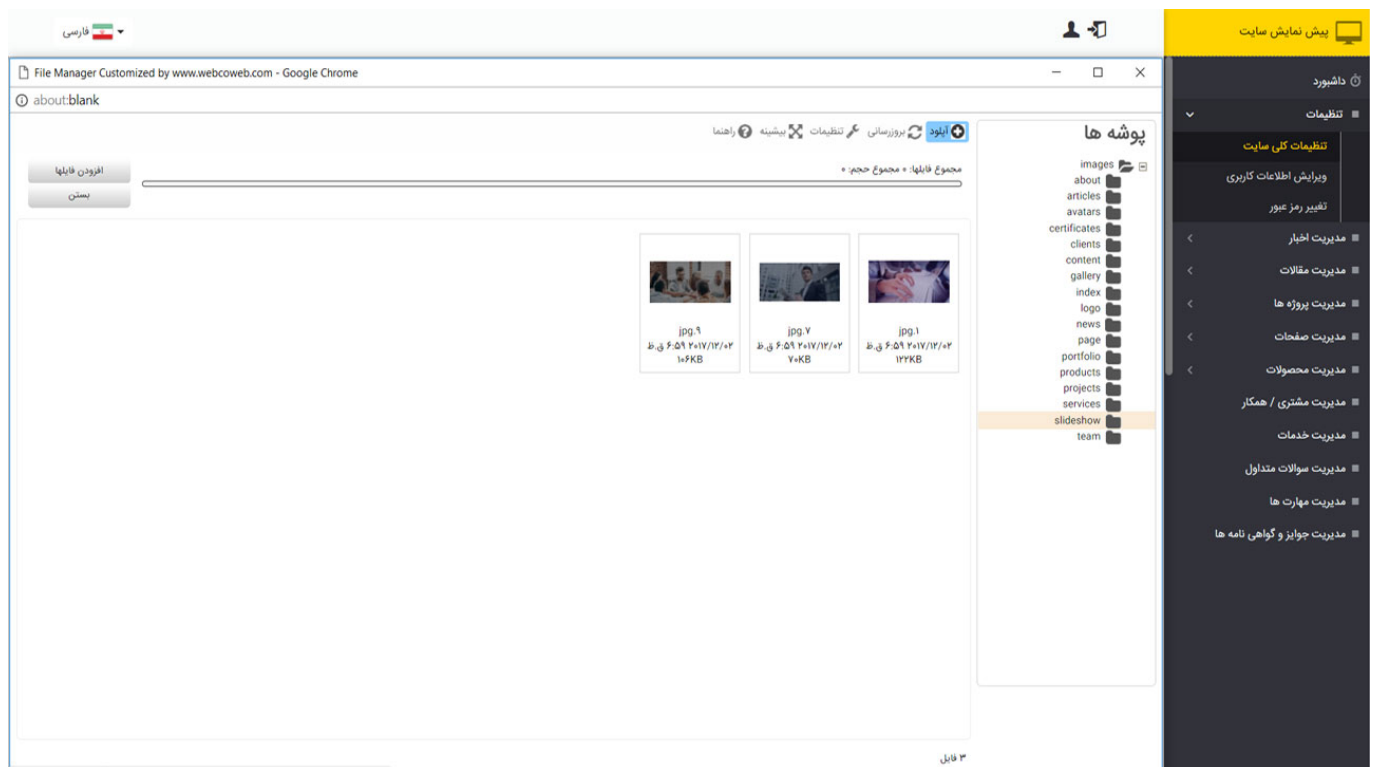 پیش نمایش سایت
فارسی
File Manager Customized by www.webcoweb.com - Google Chrome
about:blank
داشبورد
تنظیمات
تنظیمات کلی سایت
ویرایش اطلاعات کاربری
تغییر رمز عبور
مدیریت اخبار
مدیریت مقالات
مدیریت پروژه ها
مدیریت صفحات
مدیریت محصولات
مدیریت مشتری / همکار
مدیریت خدمات
مدیریت سوالات متداول
مدیریت مهارت ها
مدیریت جوایز و گواهی نامه ها
پوشه ها
images
about
articles
avatars
certificates
clients
content
gallery
index
logo
news
page
portfolio
products
projects
services
slideshow
team
آپلود بروزرسانی تنظیمات بیشینه راهنما
مجموع فایلها: ۰ مجموع حجم: ۰
افزودن فایلها
بستن
۱.jpg
۲۰۱۷/۱۲/۰۲ ۶:۵۹ ق.ظ
۱۲۲KB
۷.jpg
۲۰۱۷/۱۲/۰۲ ۶:۵۹ ق.ظ
۷۰KB
۹.jpg
۲۰۱۷/۱۲/۰۲ ۶:۵۹ ق.ظ
۱۰۶KB
۳ فایل